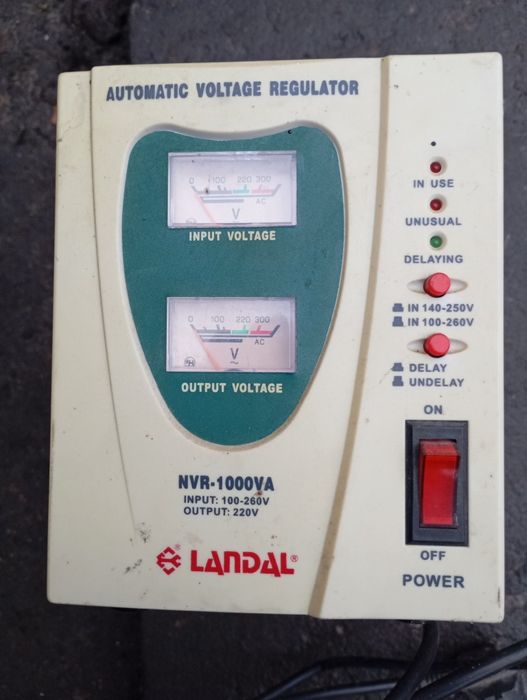 AUTOMATIC VOLTAGE REGULATOR
0 100 220 300
AC
V
INPUT VOLTAGE
0 100 220 300
AC
V
~
OUTPUT VOLTAGE
NVR-1000VA
INPUT: 100-260V
OUTPUT: 220V
LANDAL®
IN USE
UNUSUAL
DELAYING
IN 140-250V
IN 100-260V
DELAY
UNDELAY
ON
OFF
POWER